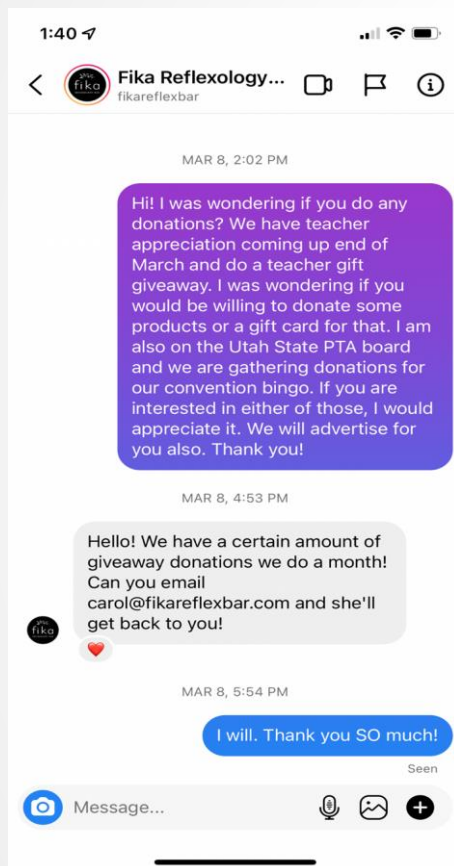 1:40
Fika Reflexology...
fikareflexbar
MAR 8, 2:02 PM
Hi! I was wondering if you do any
donations? We have teacher
appreciation coming up end of
March and do a teacher gift
giveaway. I was wondering if you
would be willing to donate some
products or a gift card for that. I am
also on the Utah State PTA board
and we are gathering donations for
our convention bingo. If you are
interested in either of those, I would
appreciate it. We will advertise for
you also. Thank you!
MAR 8, 4:53 PM
Hello! We have a certain amount of
giveaway donations we do a month!
Can you email
carol@fikareflexbar.com and she'll
get back to you!
fika
MAR 8, 5:54 PM
I will. Thank you SO much!
Seen
Message...